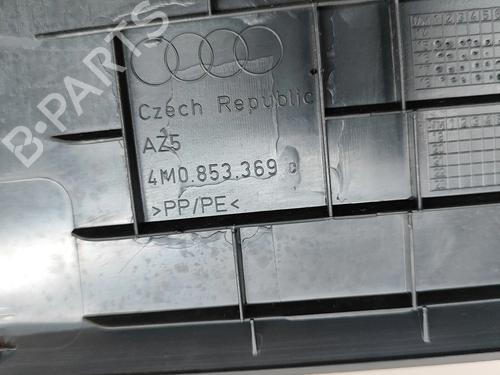 Czech Republic
AZ5
4M0.853.369 C
>PP/PE<
B-PARTS